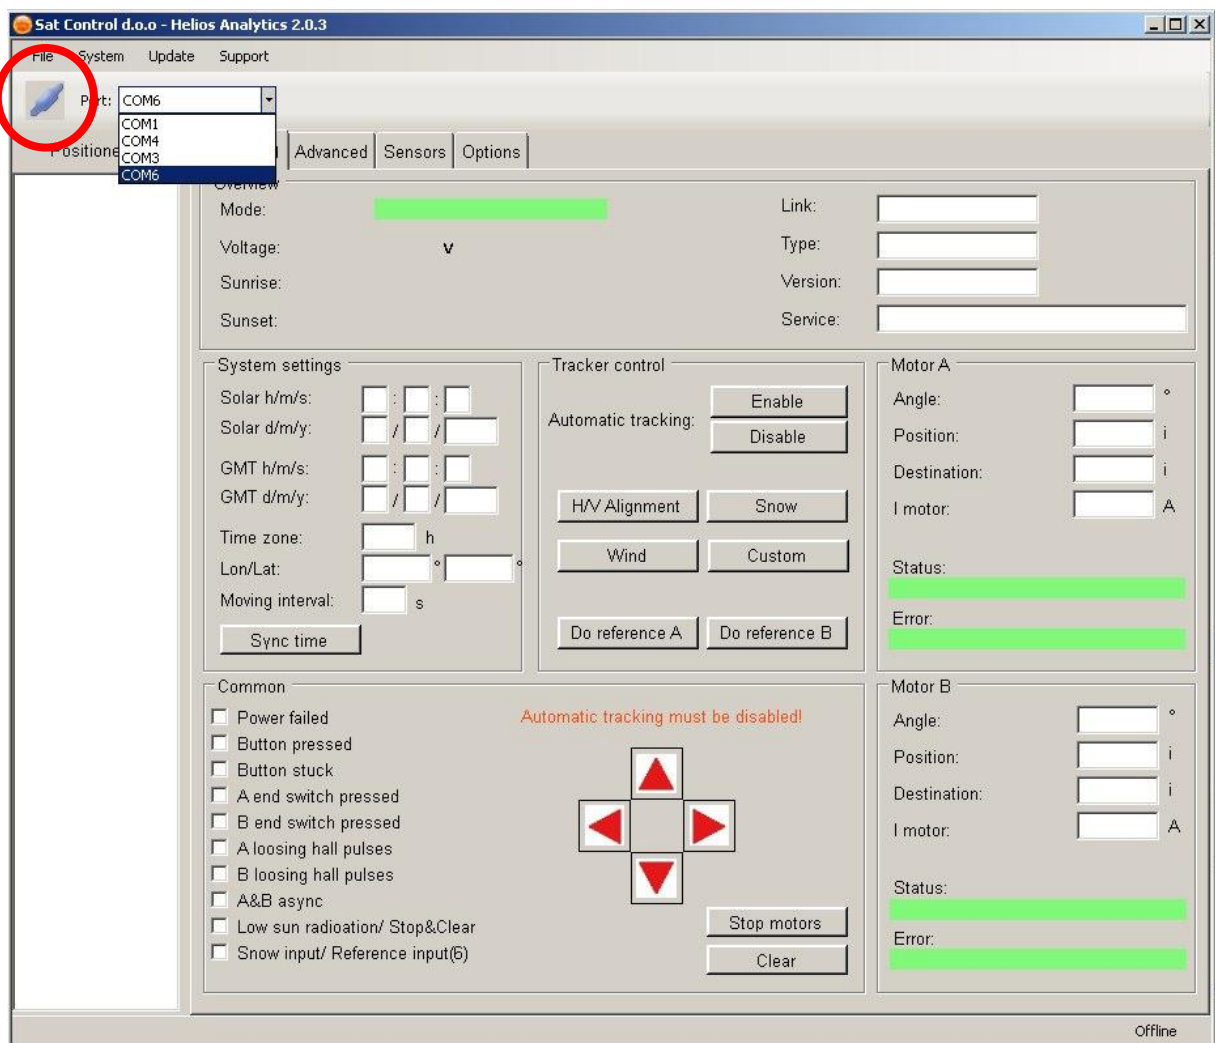 Sat Control d.o.o - Helios Analytics 2.0.3
File System Update Support
Port: COM6
COM1
COM4
COM3
COM6
Advanced Sensors Options
Overview
Mode:
Voltage: V
Sunrise:
Sunset:
Link:
Type:
Version:
Service:
System settings
Solar h/m/s: : :
Solar d/m/y: / /
GMT h/m/s: : :
GMT d/m/y: / /
Time zone: h
Lon/Lat: ° °
Moving interval: s
Sync time
Tracker control
Automatic tracking:
Enable
Disable
H/V Alignment Snow
Wind Custom
Do reference A Do reference B
Motor A
Angle: °
Position: i
Destination: i
I motor: A
Status:
Error:
Common
Power failed
Button pressed
Button stuck
A end switch pressed
B end switch pressed
A loosing hall pulses
B loosing hall pulses
A&B async
Low sun radioation/ Stop&Clear
Snow input/ Reference input(6)
Automatic tracking must be disabled!
Stop motors
Clear
Motor B
Angle: °
Position: i
Destination: i
I motor: A
Status:
Error:
Offline